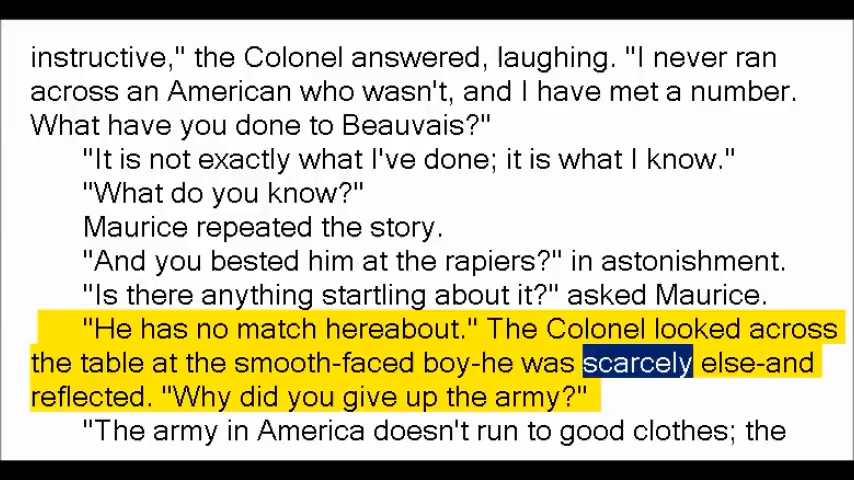 instructive," the Colonel answered, laughing. "I never ran
across an American who wasn't, and I have met a number.
What have you done to Beauvais?"
"It is not exactly what I've done; it is what I know."
"What do you know?"
Maurice repeated the story.
"And you bested him at the rapiers?" in astonishment.
"Is there anything startling about it?" asked Maurice.
"He has no match hereabout." The Colonel looked across
the table at the smooth-faced boy-he was scarcely else-and
reflected. "Why did you give up the army?"
"The army in America doesn't run to good clothes; the